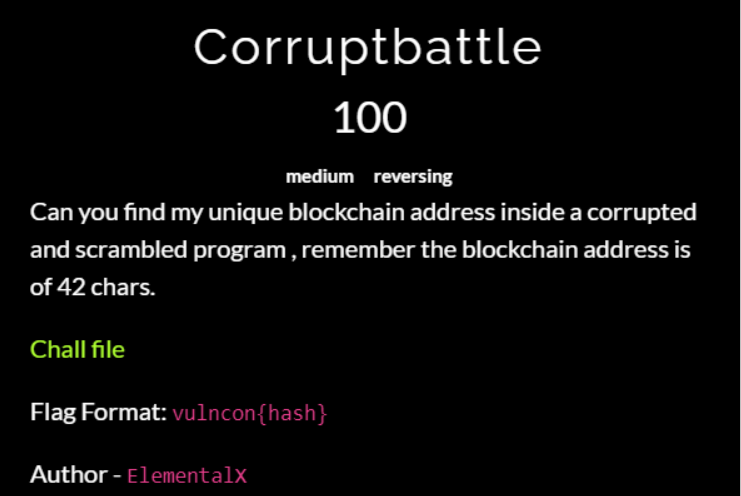 Corruptbattle
100
medium reversing
Can you find my unique blockchain address inside a corrupted
and scrambled program , remember the blockchain address is
of 42 chars.
Chall file
Flag Format: vulncon{hash}
Author - ElementalX